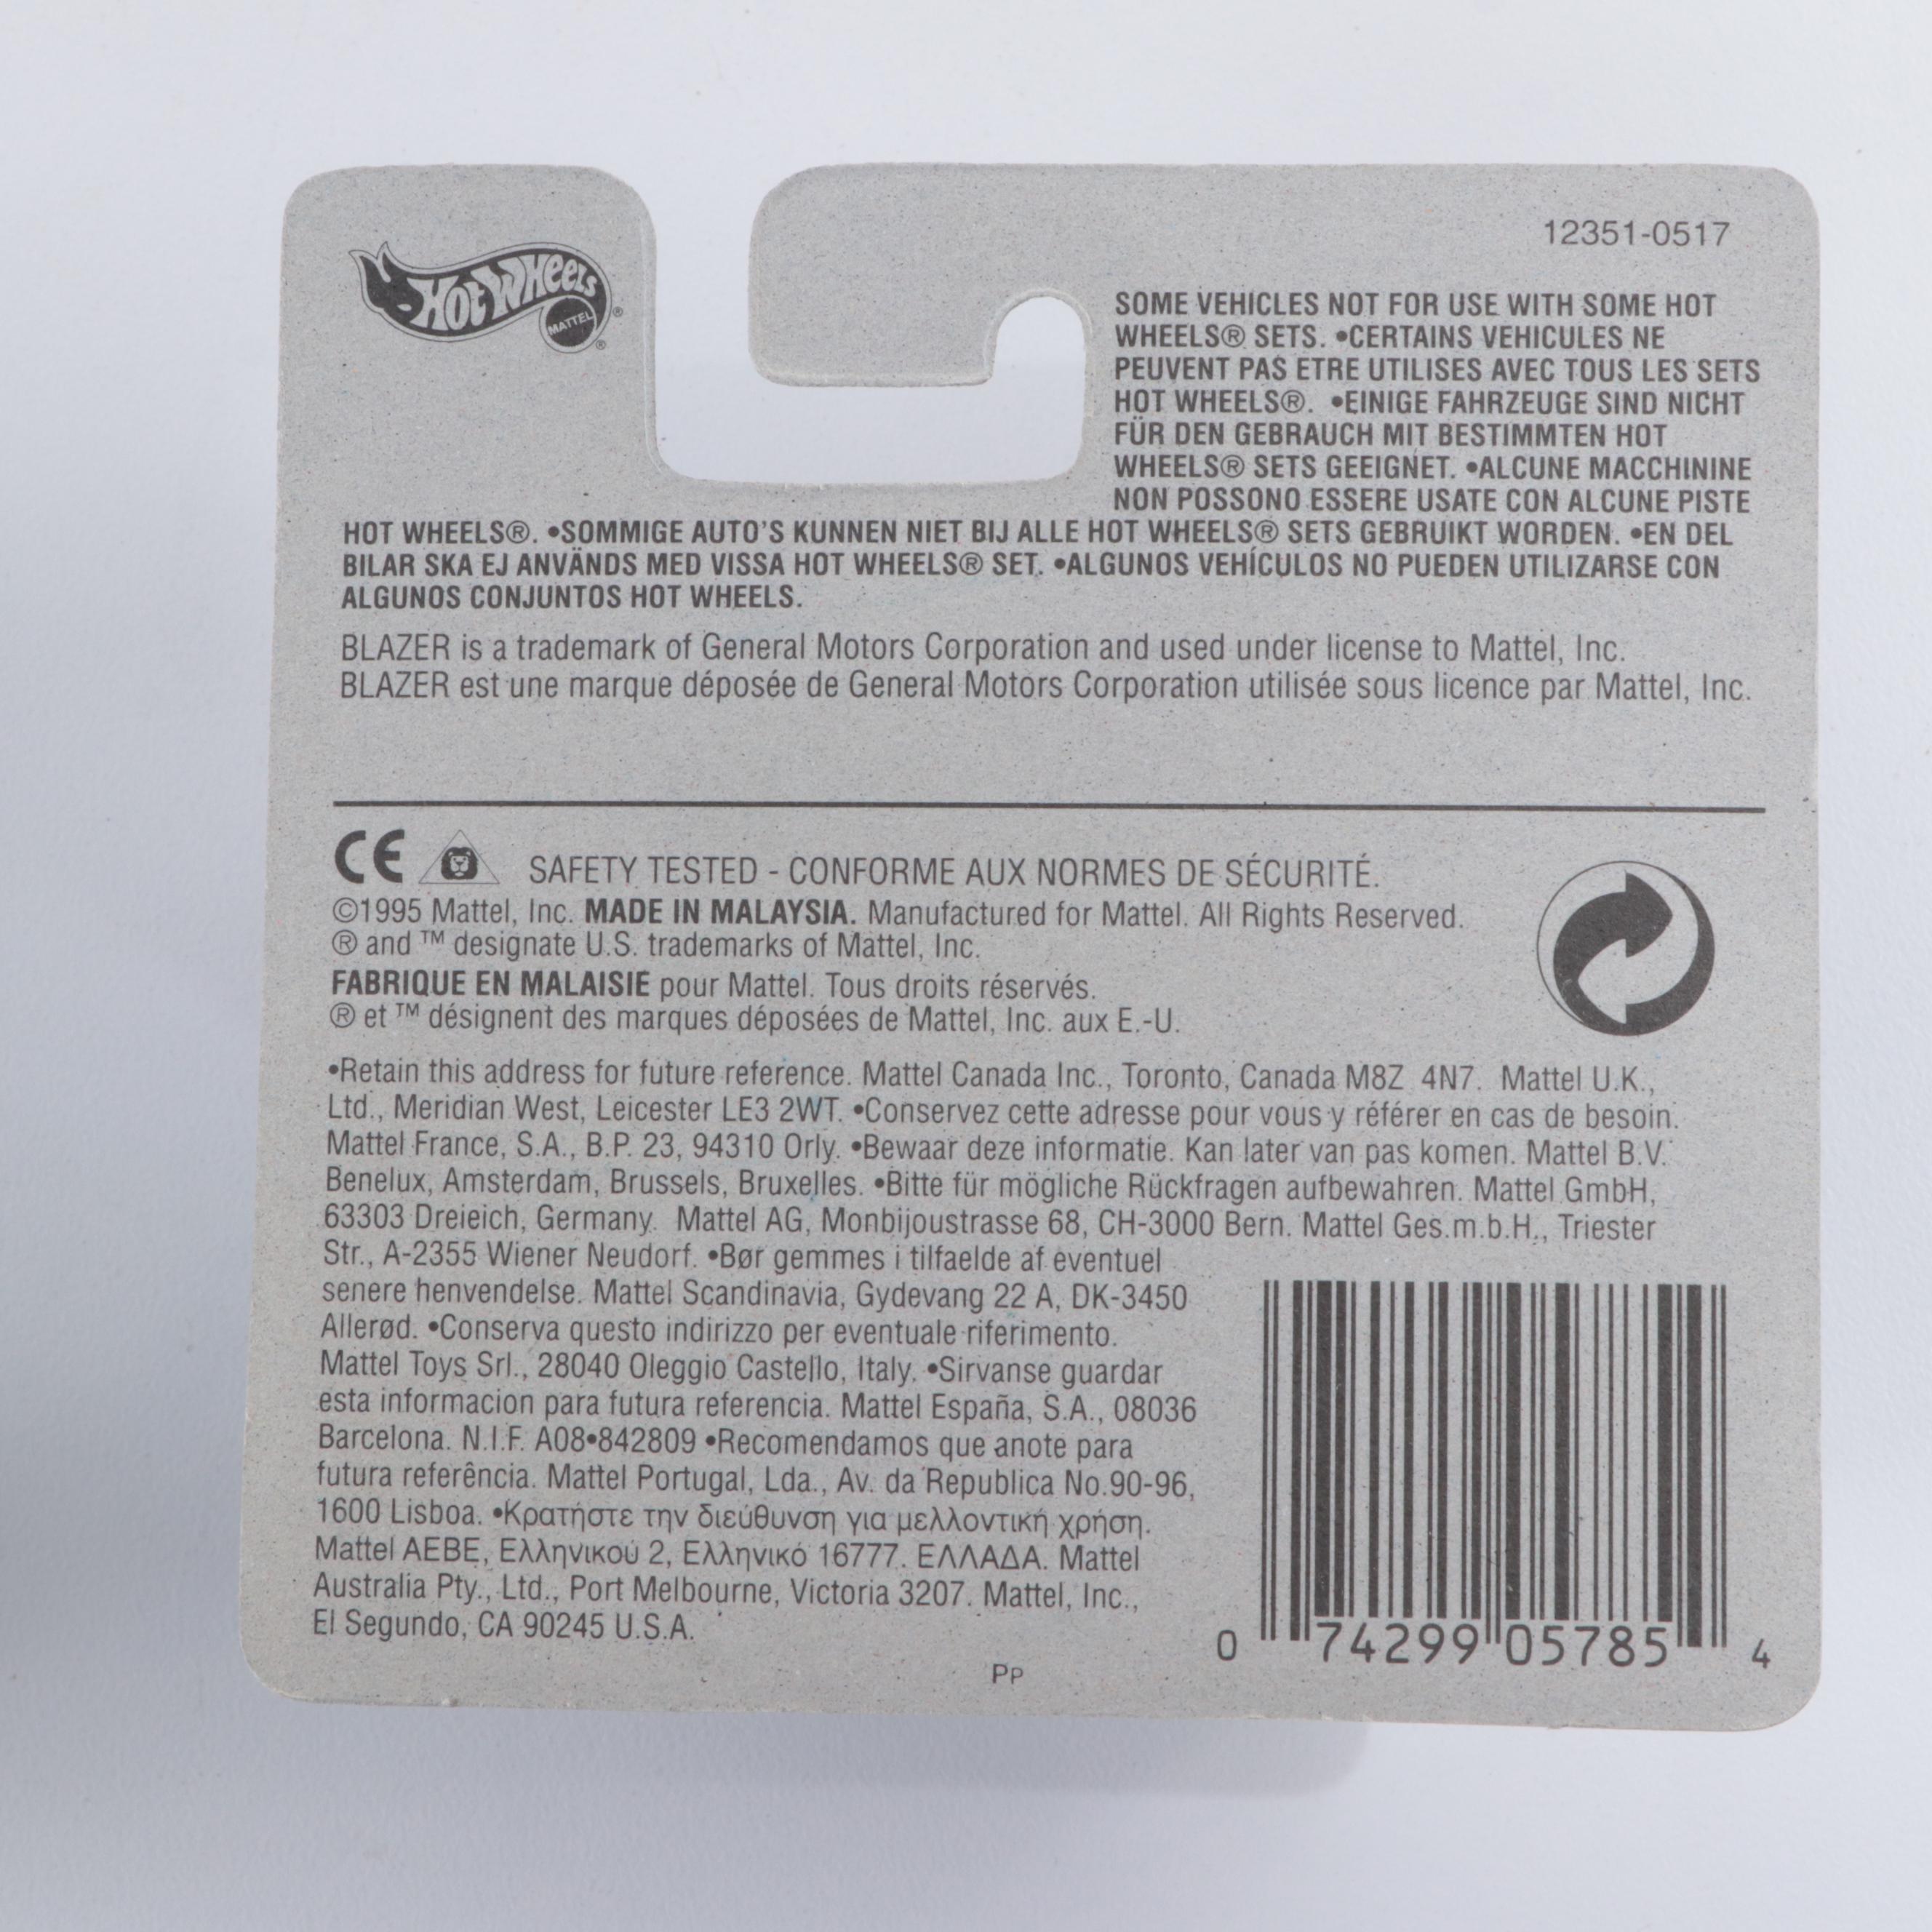 HOT WHEELS® MATTEL®
12351-0517
SOME VEHICLES NOT FOR USE WITH SOME HOT
WHEELS® SETS. •CERTAINS VEHICULES NE
PEUVENT PAS ETRE UTILISES AVEC TOUS LES SETS
HOT WHEELS®. •EINIGE FAHRZEUGE SIND NICHT
FÜR DEN GEBRAUCH MIT BESTIMMTEN HOT
WHEELS® SETS GEEIGNET. •ALCUNE MACCHININE
NON POSSONO ESSERE USATE CON ALCUNE PISTE
HOT WHEELS®. •SOMMIGE AUTO'S KUNNEN NIET BIJ ALLE HOT WHEELS® SETS GEBRUIKT WORDEN. •EN DEL
BILAR SKA EJ ANVÄNDS MED VISSA HOT WHEELS® SET. •ALGUNOS VEHÍCULOS NO PUEDEN UTILIZARSE CON
ALGUNOS CONJUNTOS HOT WHEELS.
BLAZER is a trademark of General Motors Corporation and used under license to Mattel, Inc.
BLAZER est une marque déposée de General Motors Corporation utilisée sous licence par Mattel, Inc.
CE SAFETY TESTED - CONFORME AUX NORMES DE SÉCURITÉ.
©1995 Mattel, Inc. MADE IN MALAYSIA. Manufactured for Mattel. All Rights Reserved.
® and ™ designate U.S. trademarks of Mattel, Inc.
FABRIQUE EN MALAISIE pour Mattel. Tous droits réservés.
® et ™ désignent des marques déposées de Mattel, Inc. aux E.-U.
•Retain this address for future reference. Mattel Canada Inc., Toronto, Canada M8Z 4N7. Mattel U.K.,
Ltd., Meridian West, Leicester LE3 2WT. •Conservez cette adresse pour vous y référer en cas de besoin.
Mattel France, S.A., B.P. 23, 94310 Orly. •Bewaar deze informatie. Kan later van pas komen. Mattel B.V.
Benelux, Amsterdam, Brussels, Bruxelles. •Bitte für mögliche Rückfragen aufbewahren. Mattel GmbH,
63303 Dreieich, Germany. Mattel AG, Monbijoustrasse 68, CH-3000 Bern. Mattel Ges.m.b.H., Triester
Str., A-2355 Wiener Neudorf. •Bør gemmes i tilfaelde af eventuel
senere henvendelse. Mattel Scandinavia, Gydevang 22 A, DK-3450
Allerød. •Conserva questo indirizzo per eventuale riferimento.
Mattel Toys Srl., 28040 Oleggio Castello, Italy. •Sirvanse guardar
esta informacion para futura referencia. Mattel España, S.A., 08036
Barcelona. N.I.F. A08•842809 •Recomendamos que anote para
futura referência. Mattel Portugal, Lda., Av. da Republica No.90-96,
1600 Lisboa. •Κρατήστε την διεύθυνση για μελλοντική χρήση.
Mattel ΑΕΒΕ, Ελληνικού 2, Ελληνικό 16777. ΕΛΛΑΔΑ. Mattel
Australia Pty., Ltd., Port Melbourne, Victoria 3207. Mattel, Inc.,
El Segundo, CA 90245 U.S.A.
0 74299 05785 4
PP